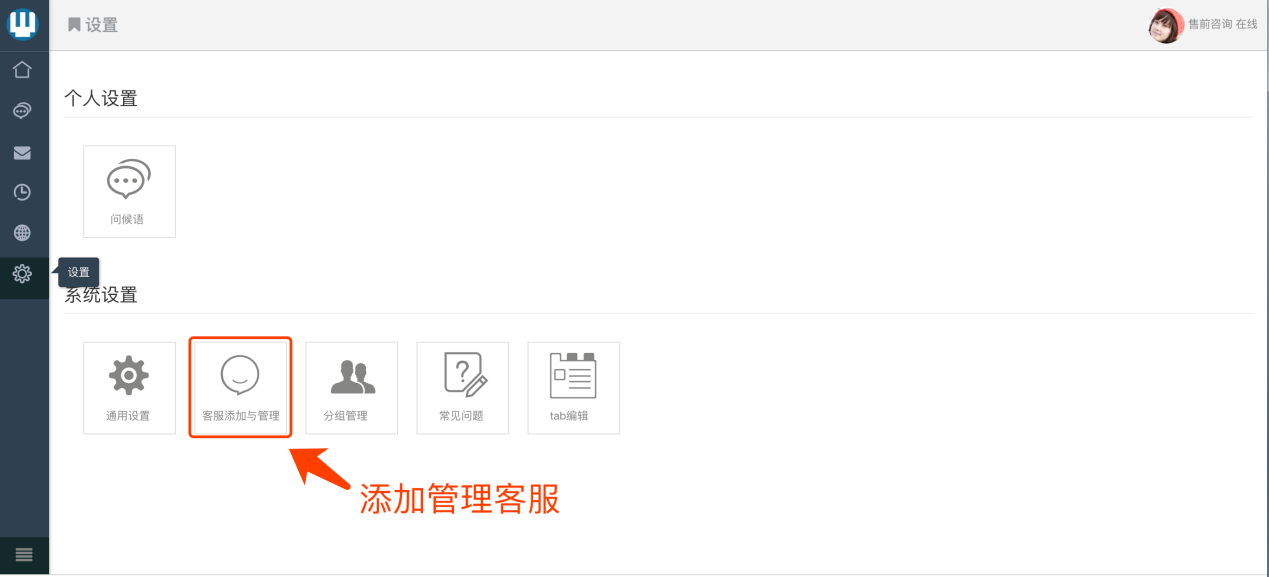 设置
售前咨询 在线
个人设置
问候语
设置
系统设置
通用设置
客服添加与管理
分组管理
常见问题
tab编辑
添加管理客服